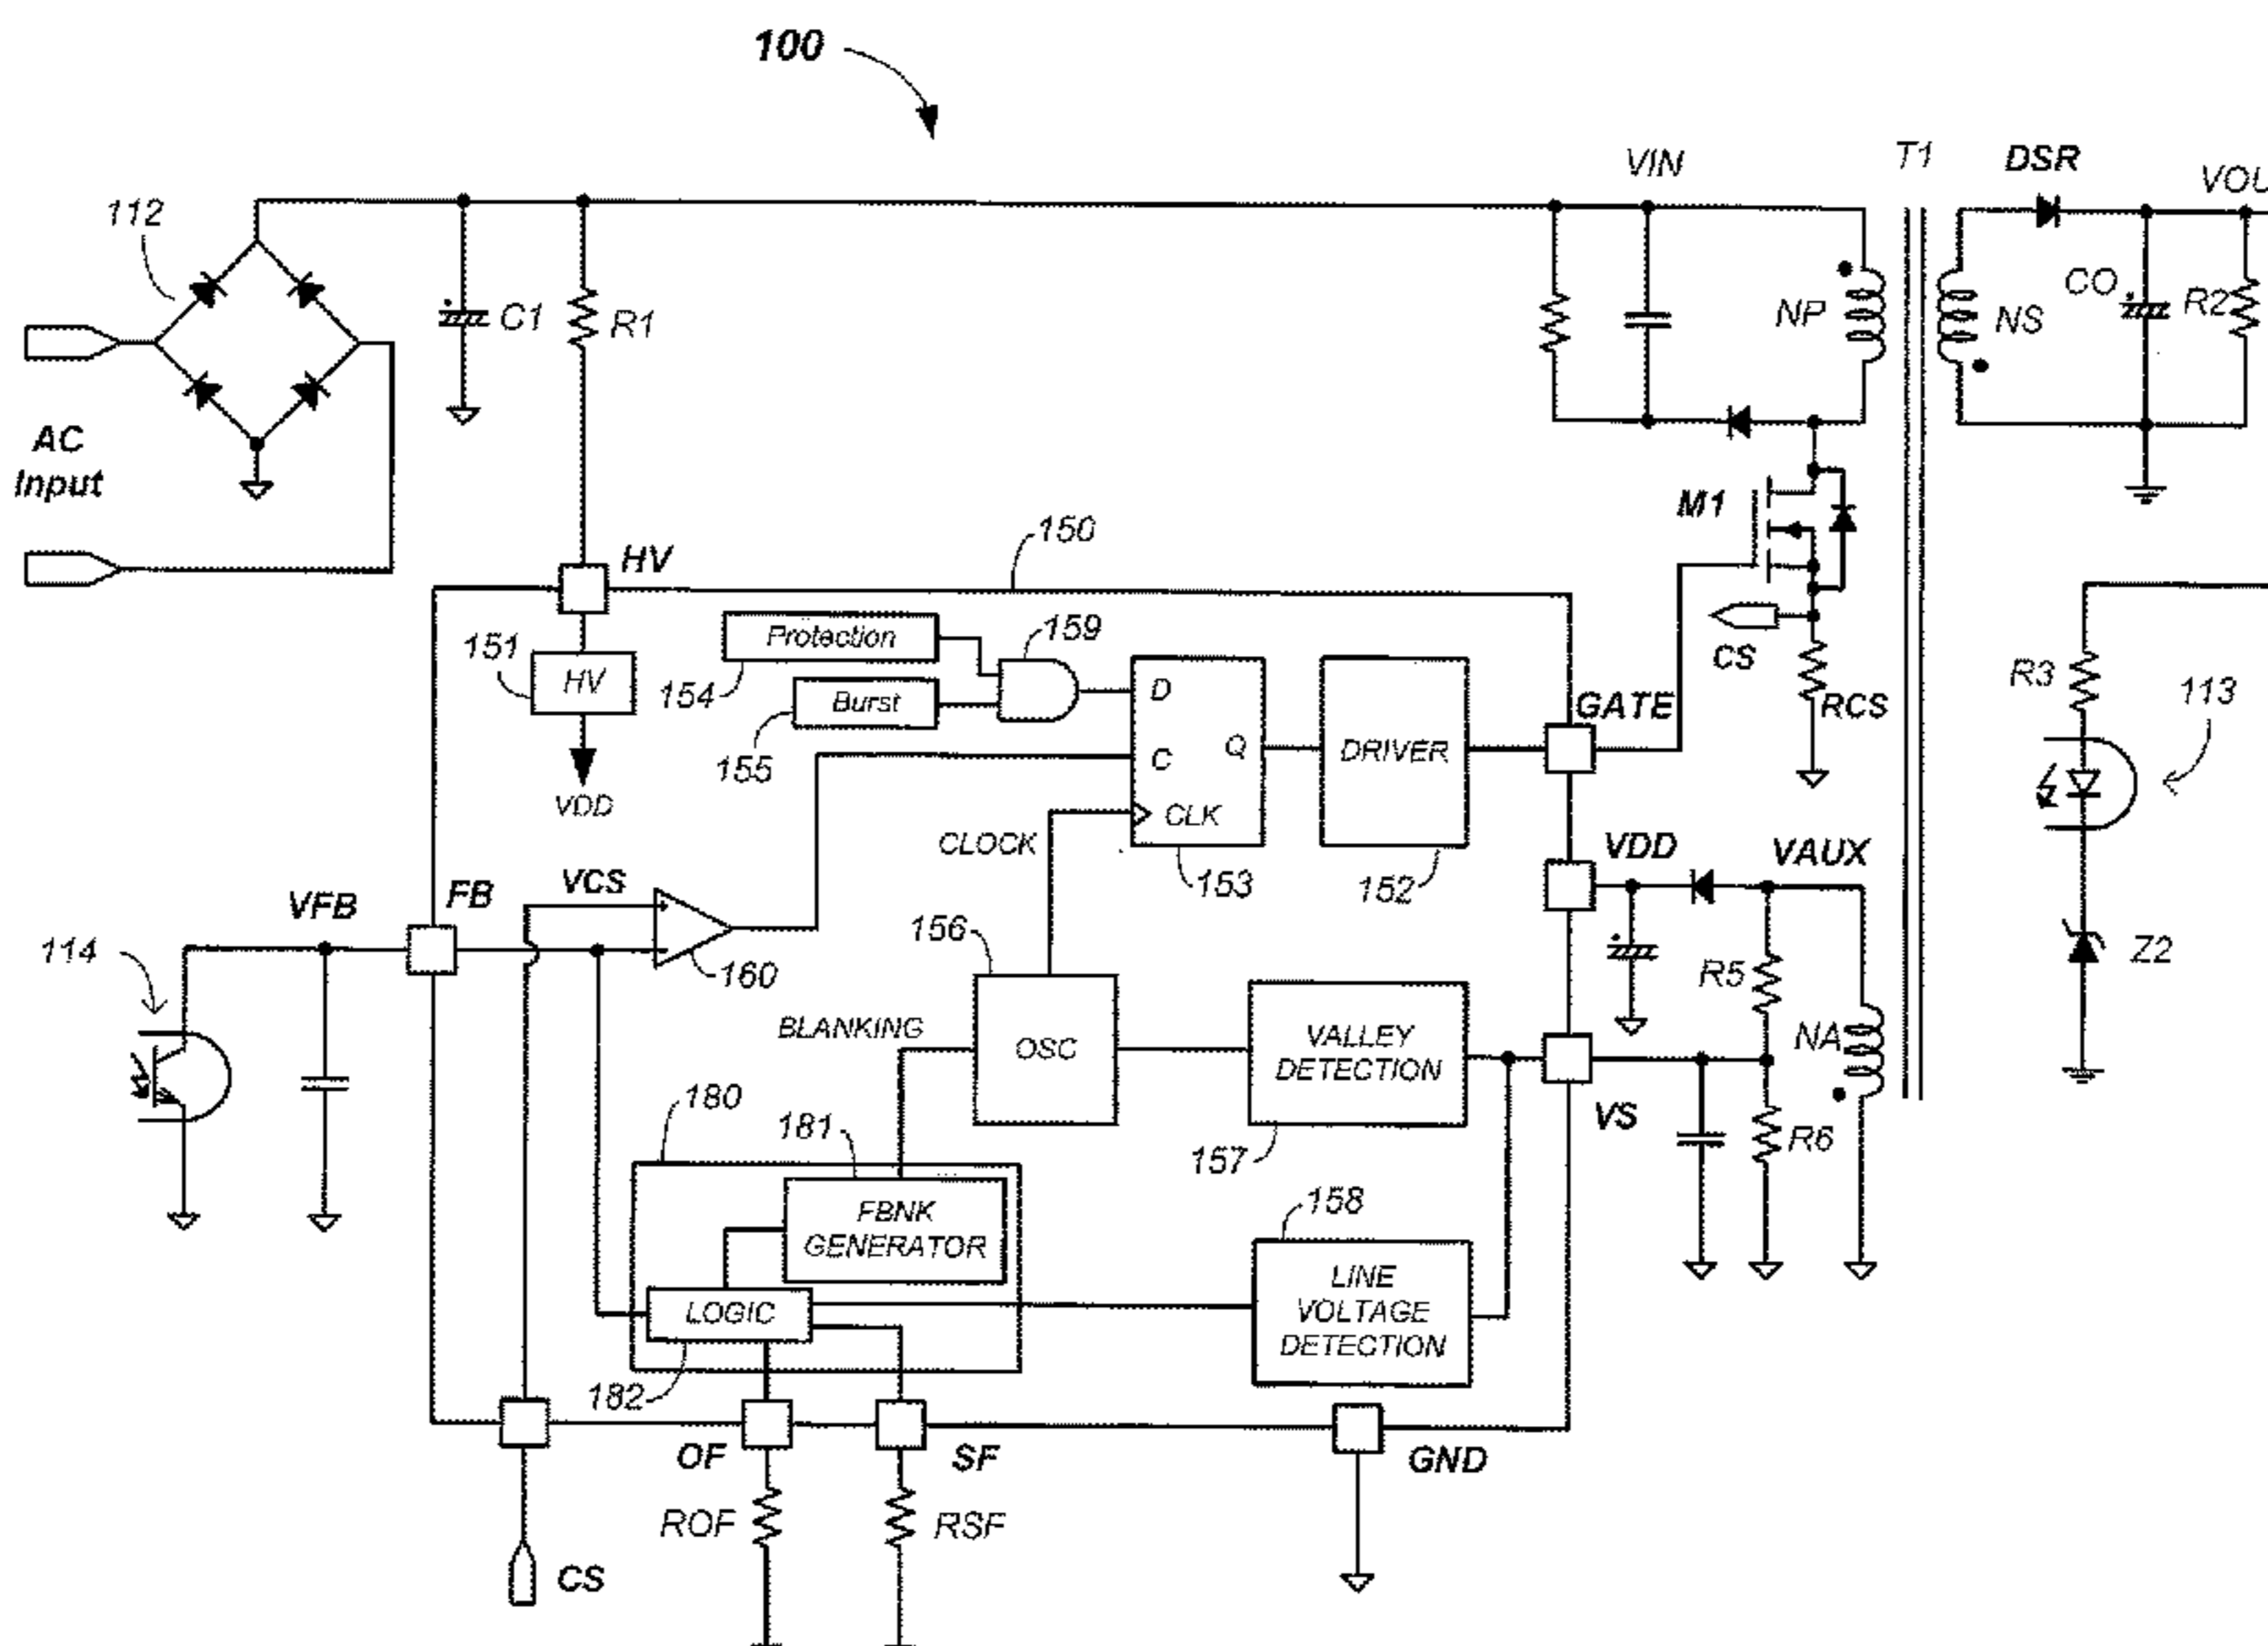 100
VIN
T1
DSR
VOU
112
C1
R1
NP
NS
CO
R2
AC
Input
M1
HV
150
CS
RCS
R3
113
151
HV
VDD
Protection
154
Burst
155
159
D
C
Q
CLK
153
DRIVER
152
GATE
CLOCK
VDD
VAUX
VFB
FB
VCS
114
160
156
OSC
BLANKING
VALLEY
DETECTION
157
R5
NA
Z2
VS
R6
180
181
FBNK
GENERATOR
158
LINE
VOLTAGE
DETECTION
LOGIC
182
OF
SF
GND
ROF
RSF
CS